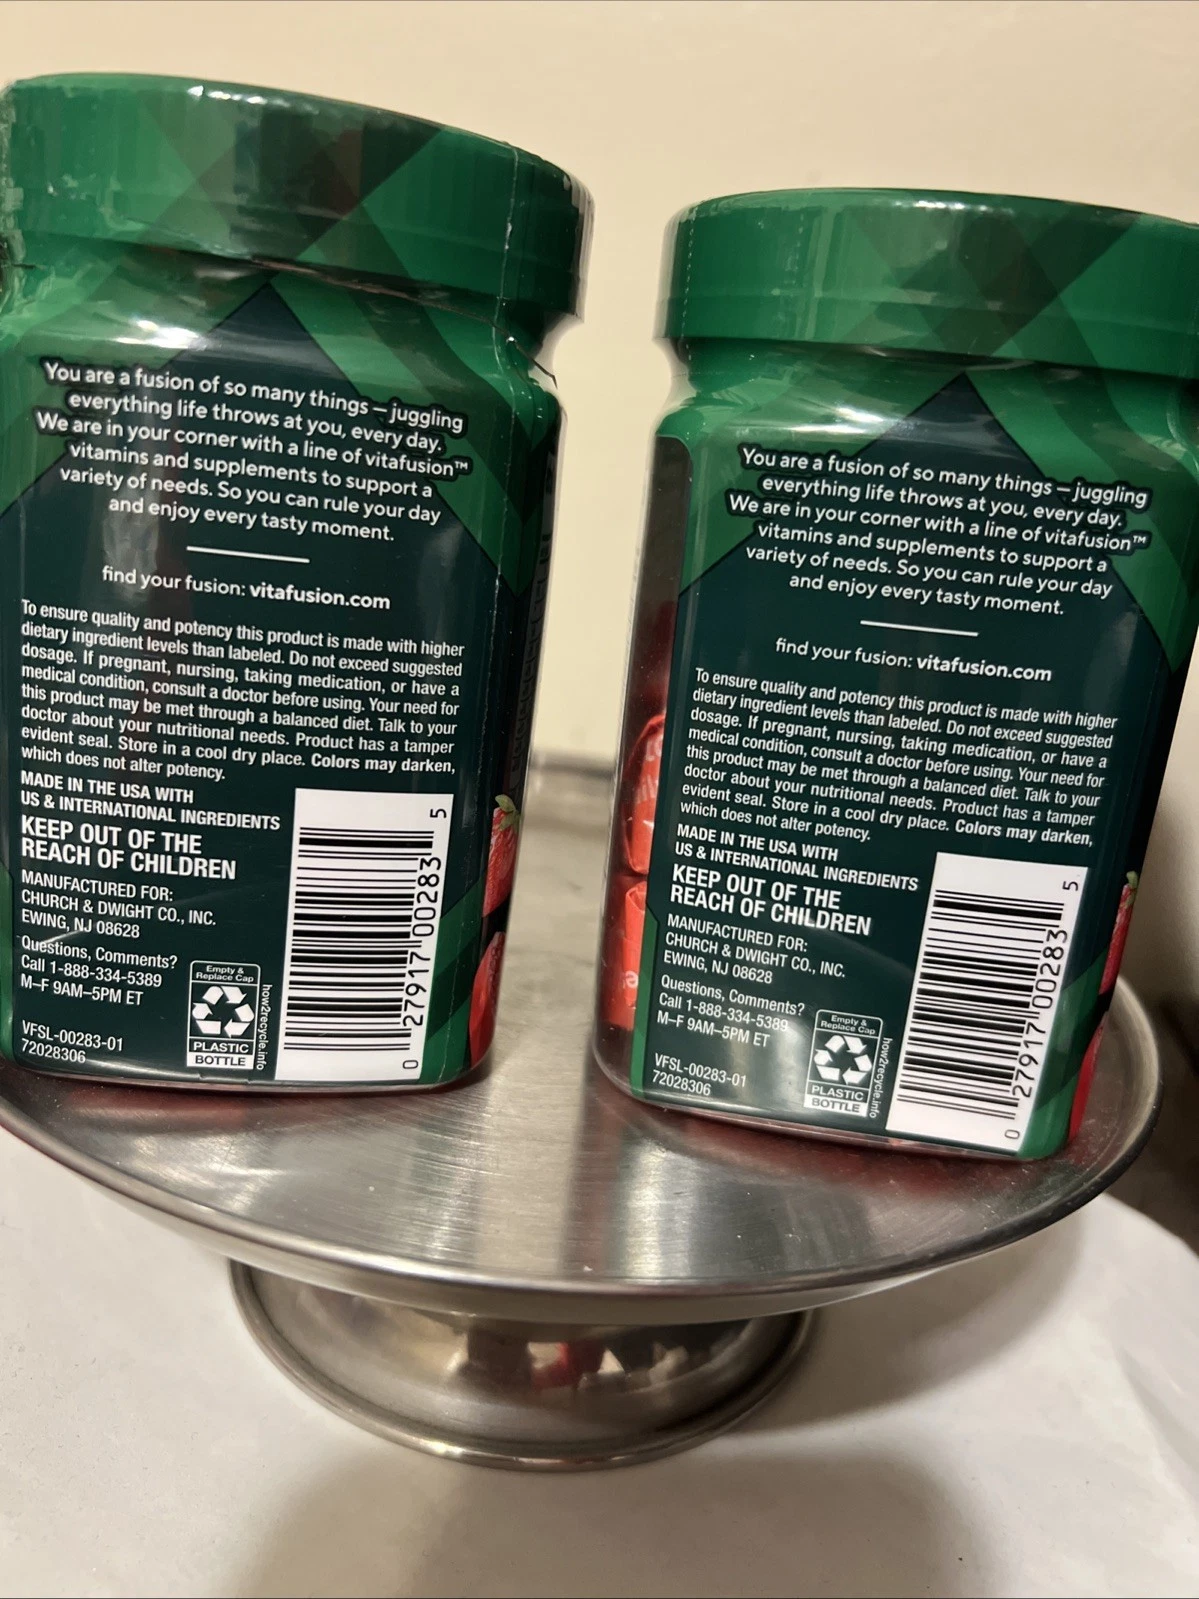 You are a fusion of so many things – juggling
everything life throws at you, every day.
We are in your corner with a line of vitafusion™
vitamins and supplements to support a
variety of needs. So you can rule your day
and enjoy every tasty moment.
find your fusion: vitafusion.com
To ensure quality and potency this product is made with higher
dietary ingredient levels than labeled. Do not exceed suggested
dosage. If pregnant, nursing, taking medication, or have a
medical condition, consult a doctor before using. Your need for
this product may be met through a balanced diet. Talk to your
doctor about your nutritional needs. Product has a tamper
evident seal. Store in a cool dry place. Colors may darken,
which does not alter potency.
MADE IN THE USA WITH
US & INTERNATIONAL INGREDIENTS
KEEP OUT OF THE
REACH OF CHILDREN
MANUFACTURED FOR:
CHURCH & DWIGHT CO., INC.
EWING, NJ 08628
Questions, Comments?
Call 1-888-334-5389
M–F 9AM–5PM ET
VFSL-00283-01
72028306
Empty &
Replace Cap
PLASTIC
BOTTLE
how2recycle.info
0 27917 00283 5
You are a fusion of so many things – juggling
everything life throws at you, every day.
We are in your corner with a line of vitafusion™
vitamins and supplements to support a
variety of needs. So you can rule your day
and enjoy every tasty moment.
find your fusion: vitafusion.com
To ensure quality and potency this product is made with higher
dietary ingredient levels than labeled. Do not exceed suggested
dosage. If pregnant, nursing, taking medication, or have a
medical condition, consult a doctor before using. Your need for
this product may be met through a balanced diet. Talk to your
doctor about your nutritional needs. Product has a tamper
evident seal. Store in a cool dry place. Colors may darken,
which does not alter potency.
MADE IN THE USA WITH
US & INTERNATIONAL INGREDIENTS
KEEP OUT OF THE
REACH OF CHILDREN
MANUFACTURED FOR:
CHURCH & DWIGHT CO., INC.
EWING, NJ 08628
Questions, Comments?
Call 1-888-334-5389
M–F 9AM–5PM ET
VFSL-00283-01
72028306
Empty &
Replace Cap
PLASTIC
BOTTLE
how2recycle.info
0 27917 00283 5